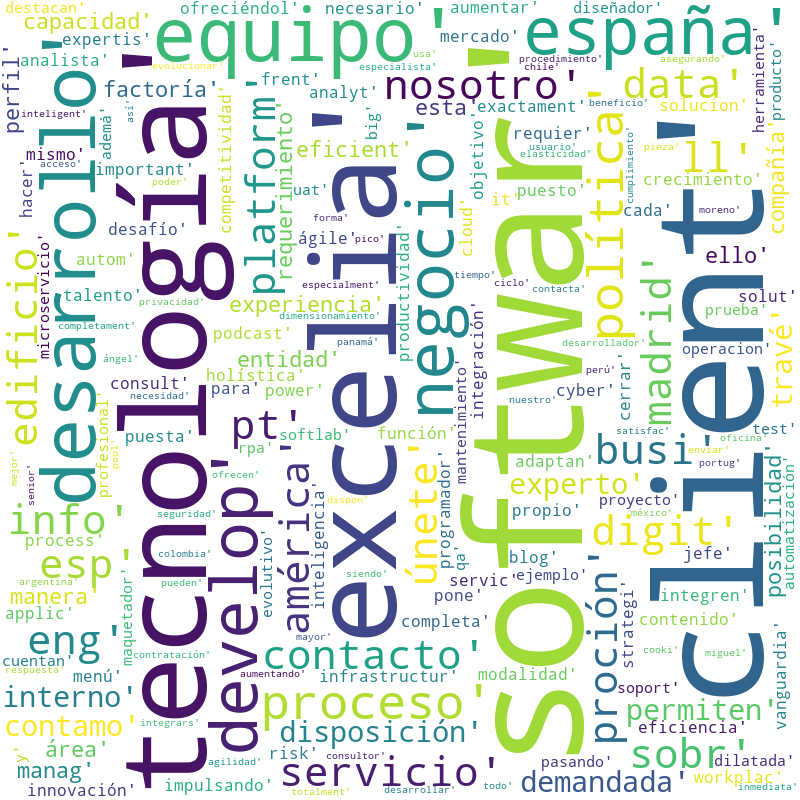 destacan'
ofreciéndol'
necesario'
aumentar'
diseñador'
capacidad'
equipo'
españa'
expertis'
mercado'
analista'
evolucionar'
usa'
procedimiento'
asegurando'
especialista'
chile'
perfil'
desarrollo'
tecnología'
factoría'
frent'
analyt'
nosotro'
data'
solucion'
herramienta'
producto'
inteligent'
así'
ademá'
competitividad'
platform'
requerimiento'
big'
esta'
exactament'
beneficio'
requier'
usuario'
elasticidad'
objetivo'
política'
cumplimiento'
pieza'
ll'
compañía'
mismo'
acceso'
important'
eficient'
hacer'
poder'
uat'
puesto'
it'
crecimiento'
desafío'
forma'
ágile'
pico'
cloud'
cada'
moreno'
edificio'
microservicio'
autom'
especialment'
excelia'
negocio'
softwar'
madrid'
client'
ello'
talento'
privacidad'
experiencia'
productividad'
tiempo'
ciclo'
contacta'
solut'
travé'
completament'
podcast'
dimensionamiento'
integración'
prueba'
ángel'
entidad'
panamá'
desarrollador'
operacion'
consult'
holística'
perú'
cerrar'
necesidad'
para'
power'
mantenimiento'
cyber'
nuestro'
satisfac'
test'
profesional'
puesta'
pt'
softlab'
función'
enviar'
portug'
oficina'
mejor'
senior'
pool'
rpa'
adaptan'
busi'
info'
develop'
ofrecen'
américa'
inteligencia'
dispon'
únete'
programador'
qa'
experto'
proyecto'
posibilidad'
automatización'
seguridad'
propio'
méxico'
process'
digit'
esp'
colombia'
evolutivo'
blog'
jefe'
argentina'
pueden'
siendo'
servic'
ejemplo'
manera'
applic'
maquetador'
pone'
proción'
strategi'
integren'
contenido'
eng'
contratación'
mayor'
completa'
cooki'
miguel'
vanguardia'
cuentan'
respuesta'
menú'
aumentando'
contacto'
infrastructur'
modalidad'
interno'
integrars'
proceso'
soport'
permiten'
contamo'
disposición'
eficiencia'
y'
área'
agilidad'
risk'
consultor'
pasando'
sobr'
dilatada'
manag'
servicio'
demandada'
workplac'
innovación'
impulsando'
totalment'
desarrollar'
todo'
inmediata'